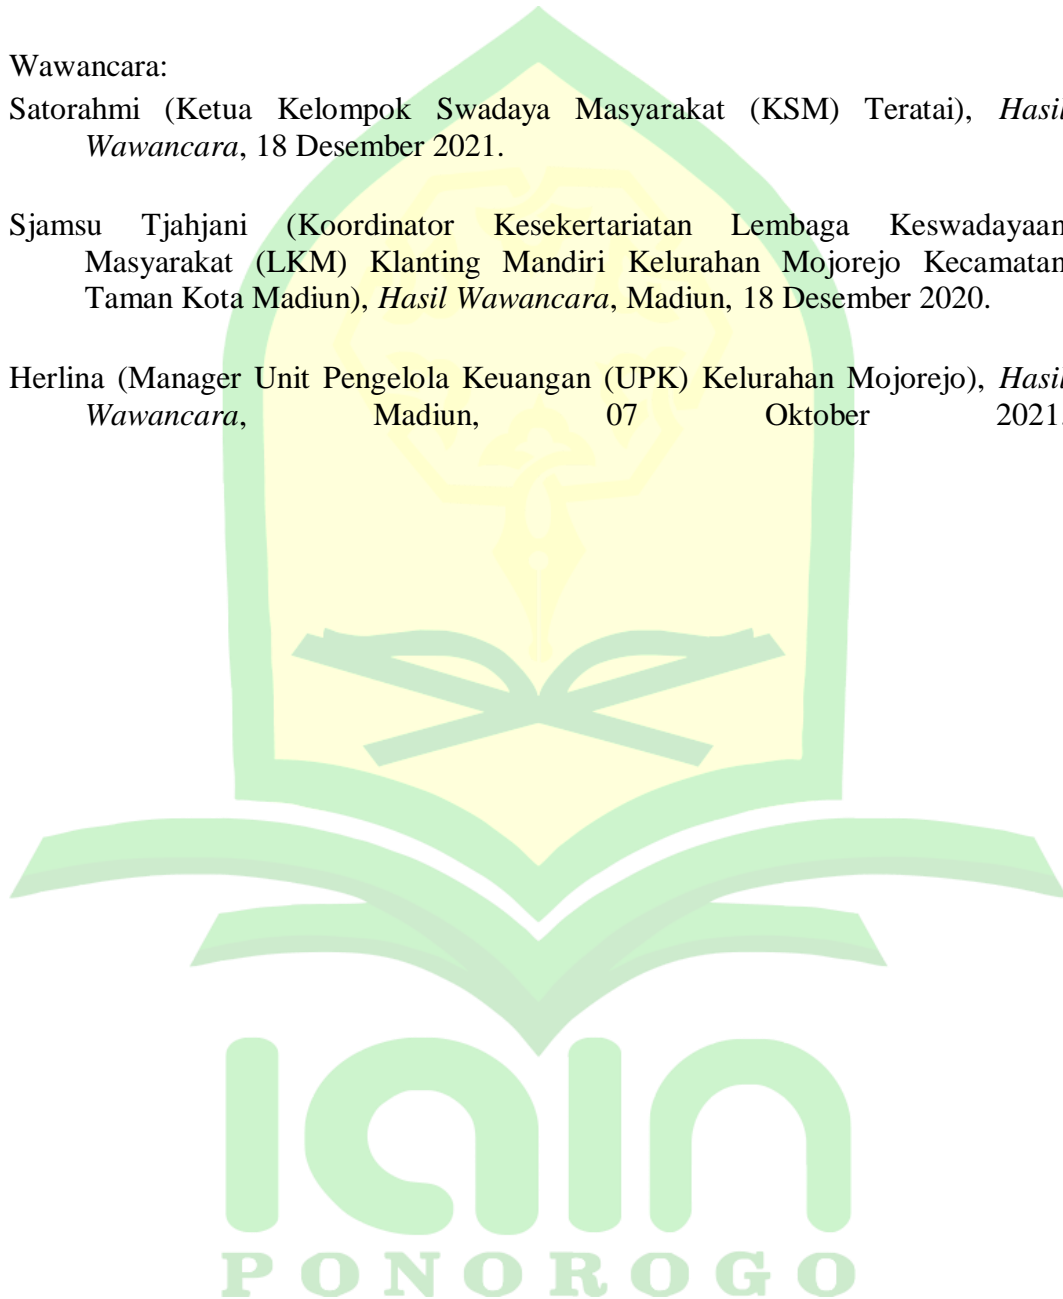 Wawancara:
Satorahmi (Ketua Kelompok Swadaya Masyarakat (KSM) Teratai), Hasil
Wawancara, 18 Desember 2021.
Sjamsu Tjahjani (Koordinator Kesekertariatan Lembaga Keswadayaan
Masyarakat (LKM) Klanting Mandiri Kelurahan Mojorejo Kecamatan
Taman Kota Madiun), Hasil Wawancara, Madiun, 18 Desember 2020.
Herlina (Manager Unit Pengelola Keuangan (UPK) Kelurahan Mojorejo), Hasil
Wawancara, Madiun, 07 Oktober 2021.
IAIN
PONOROGO